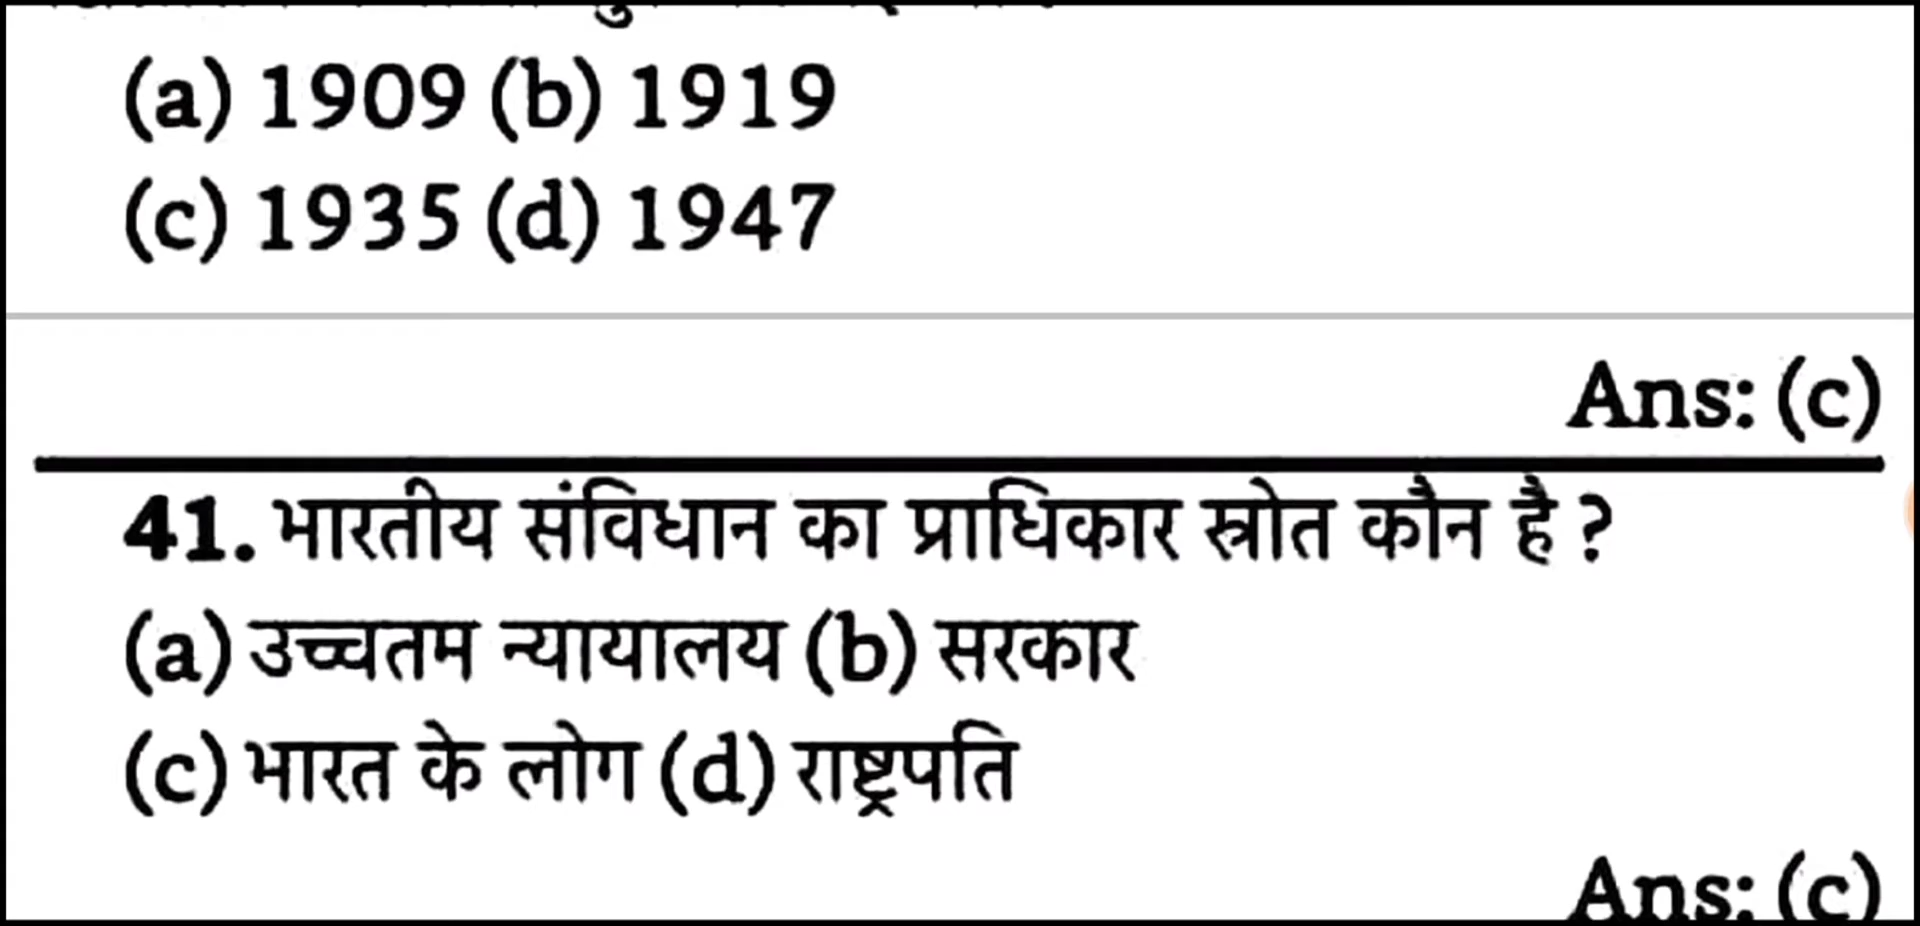 (a) 1909 (b) 1919
(c) 1935 (d) 1947
Ans: (c)
41. भारतीय संविधान का प्राधिकार स्रोत कौन है ?
(a) उच्चतम न्यायालय (b) सरकार
(c) भारत के लोग (d) राष्ट्रपति
Ans: (c)